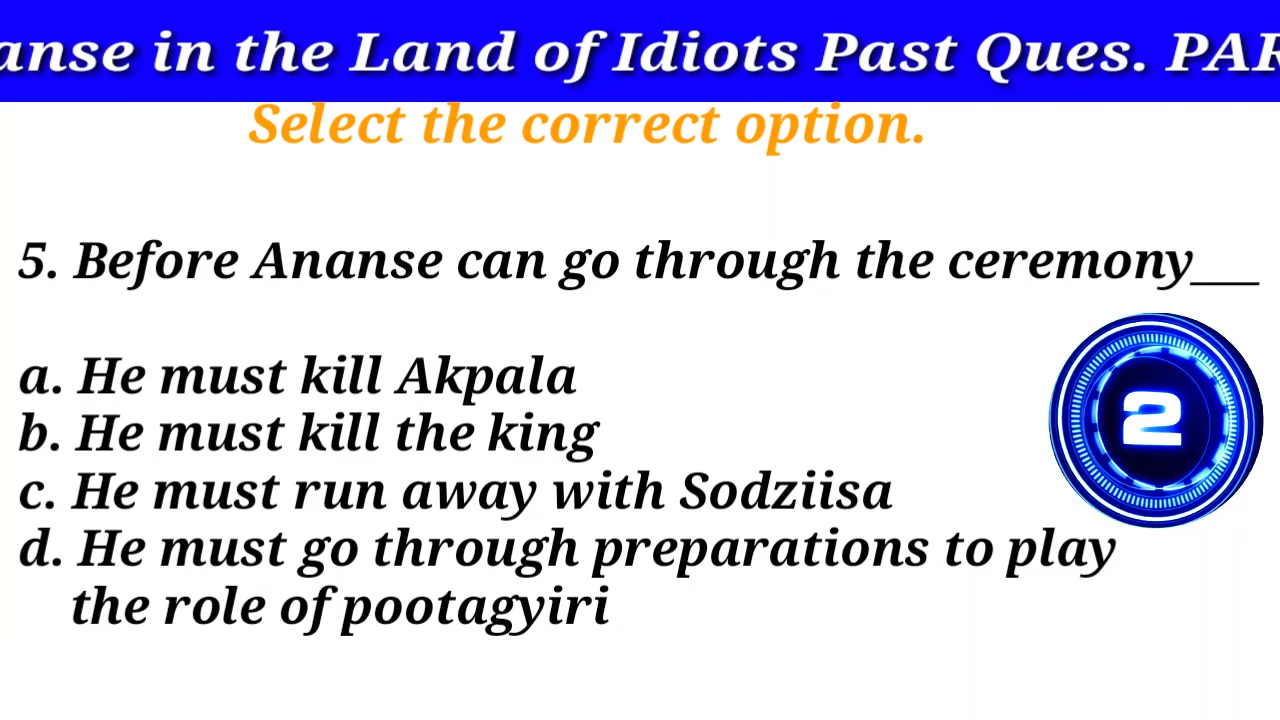 anse in the Land of Idiots Past Ques. PAR
Select the correct option.
5. Before Ananse can go through the ceremony___
a. He must kill Akpala
b. He must kill the king
2
c. He must run away with Sodziisa
d. He must go through preparations to play
the role of pootagyiri